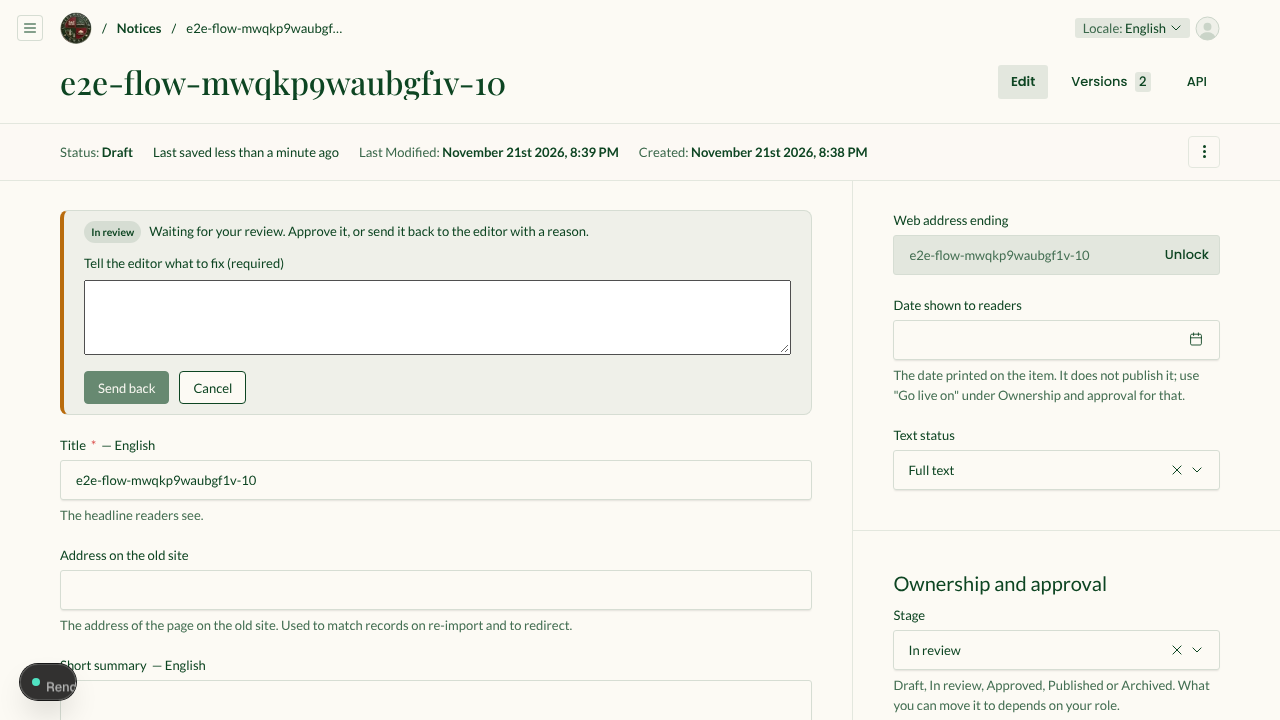 / Notices / e2e-flow-mwqkp9waubgf…
Locale: English
e2e-flow-mwqkp9waubgf1v-10
Edit
Versions 2
API
Status: Draft
Last saved less than a minute ago
Last Modified: November 21st 2026, 8:39 PM
Created: November 21st 2026, 8:38 PM
In review
Waiting for your review. Approve it, or send it back to the editor with a reason.
Tell the editor what to fix (required)
Send back
Cancel
Title * — English
e2e-flow-mwqkp9waubgf1v-10
The headline readers see.
Address on the old site
The address of the page on the old site. Used to match records on re-import and to redirect.
Short summary — English
Web address ending
e2e-flow-mwqkp9waubgf1v-10
Unlock
Date shown to readers
The date printed on the item. It does not publish it; use
"Go live on" under Ownership and approval for that.
Text status
Full text
Ownership and approval
Stage
In review
Draft, In review, Approved, Published or Archived. What
you can move it to depends on your role.